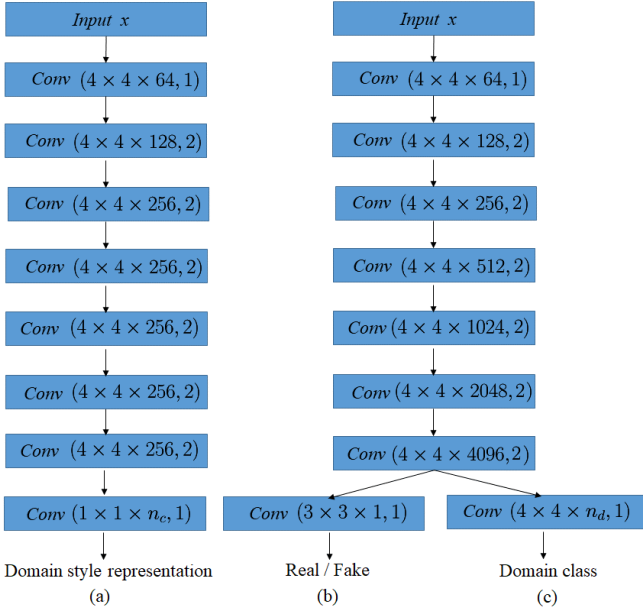 Input x
Conv (4 × 4 × 64, 1)
Conv (4 × 4 × 128, 2)
Conv (4 × 4 × 256, 2)
Conv (4 × 4 × 256, 2)
Conv (4 × 4 × 256, 2)
Conv (4 × 4 × 256, 2)
Conv (4 × 4 × 256, 2)
Conv (1 × 1 × n_c, 1)
Domain style representation
(a)
Input x
Conv (4 × 4 × 64, 1)
Conv (4 × 4 × 128, 2)
Conv (4 × 4 × 256, 2)
Conv (4 × 4 × 512, 2)
Conv (4 × 4 × 1024, 2)
Conv (4 × 4 × 2048, 2)
Conv (4 × 4 × 4096, 2)
Conv (3 × 3 × 1, 1)
Real / Fake
(b)
Conv (4 × 4 × n_d, 1)
Domain class
(c)